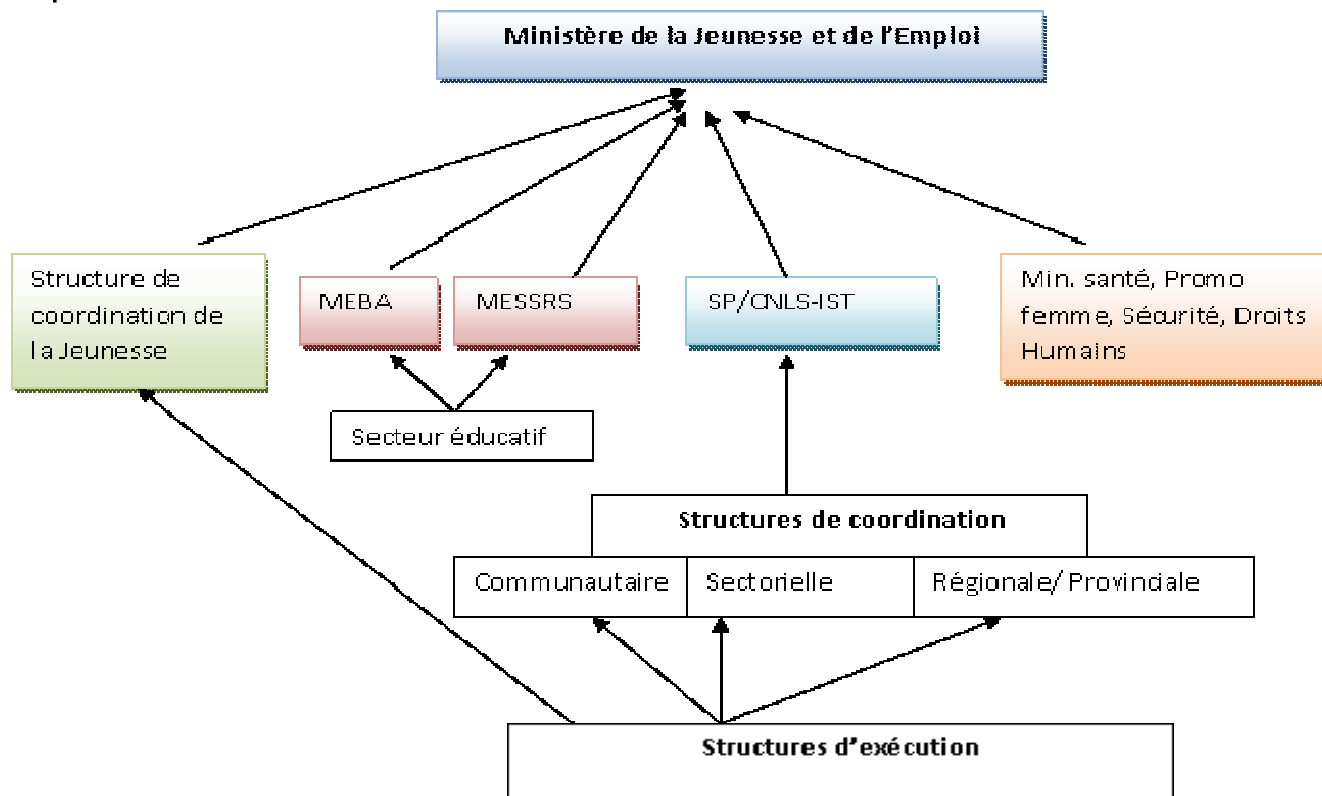 Ministère de la Jeunesse et de l'Emploi
Structure de
coordination de
la Jeunesse
MEBA
MESSRS
SP/CNLS-IST
Min. santé, Promo
femme, Sécurité, Droits
Humains
Secteur éducatif
Structures de coordination
Communautaire
Sectorielle
Régionale/ Provinciale
Structures d'exécution